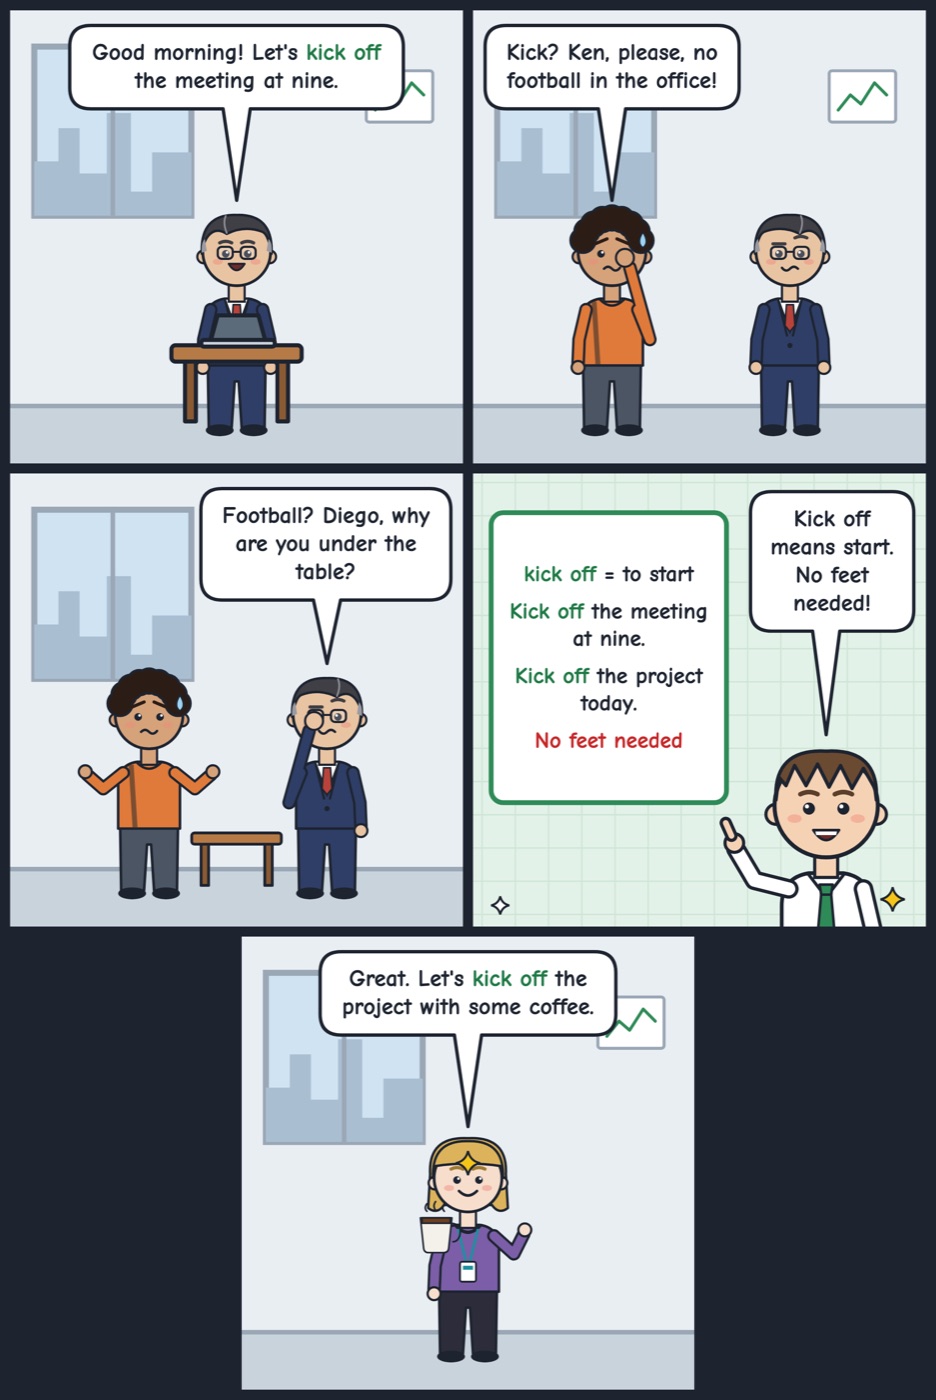 Good morning! Let's kick off
the meeting at nine.
Kick? Ken, please, no
football in the office!
Football? Diego, why
are you under the
table?
kick off = to start
Kick off the meeting
at nine.
Kick off the project
today.
No feet needed
Kick off
means start.
No feet
needed!
Great. Let's kick off the
project with some coffee.